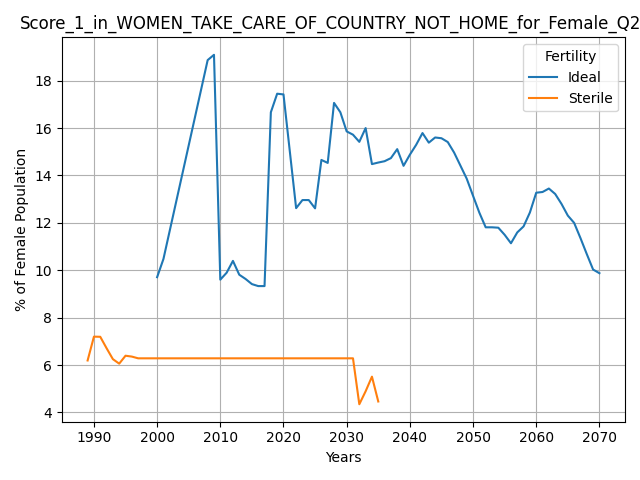 Score_1_in_WOMEN_TAKE_CARE_OF_COUNTRY_NOT_HOME_for_Female_Q2
Fertility
Ideal
Sterile
% of Female Population
18
16
14
12
10
8
6
4
1990 2000 2010 2020 2030 2040 2050 2060 2070
Years